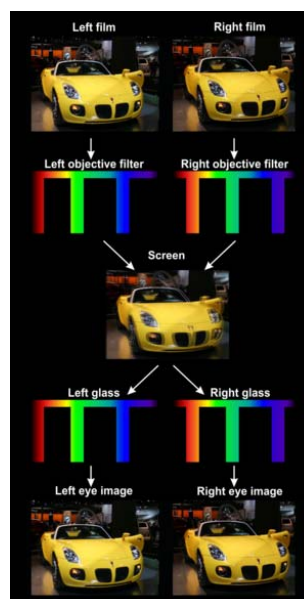 Left film
Right film
Left objective filter
Right objective filter
Screen
Left glass
Right glass
Left eye image
Right eye image